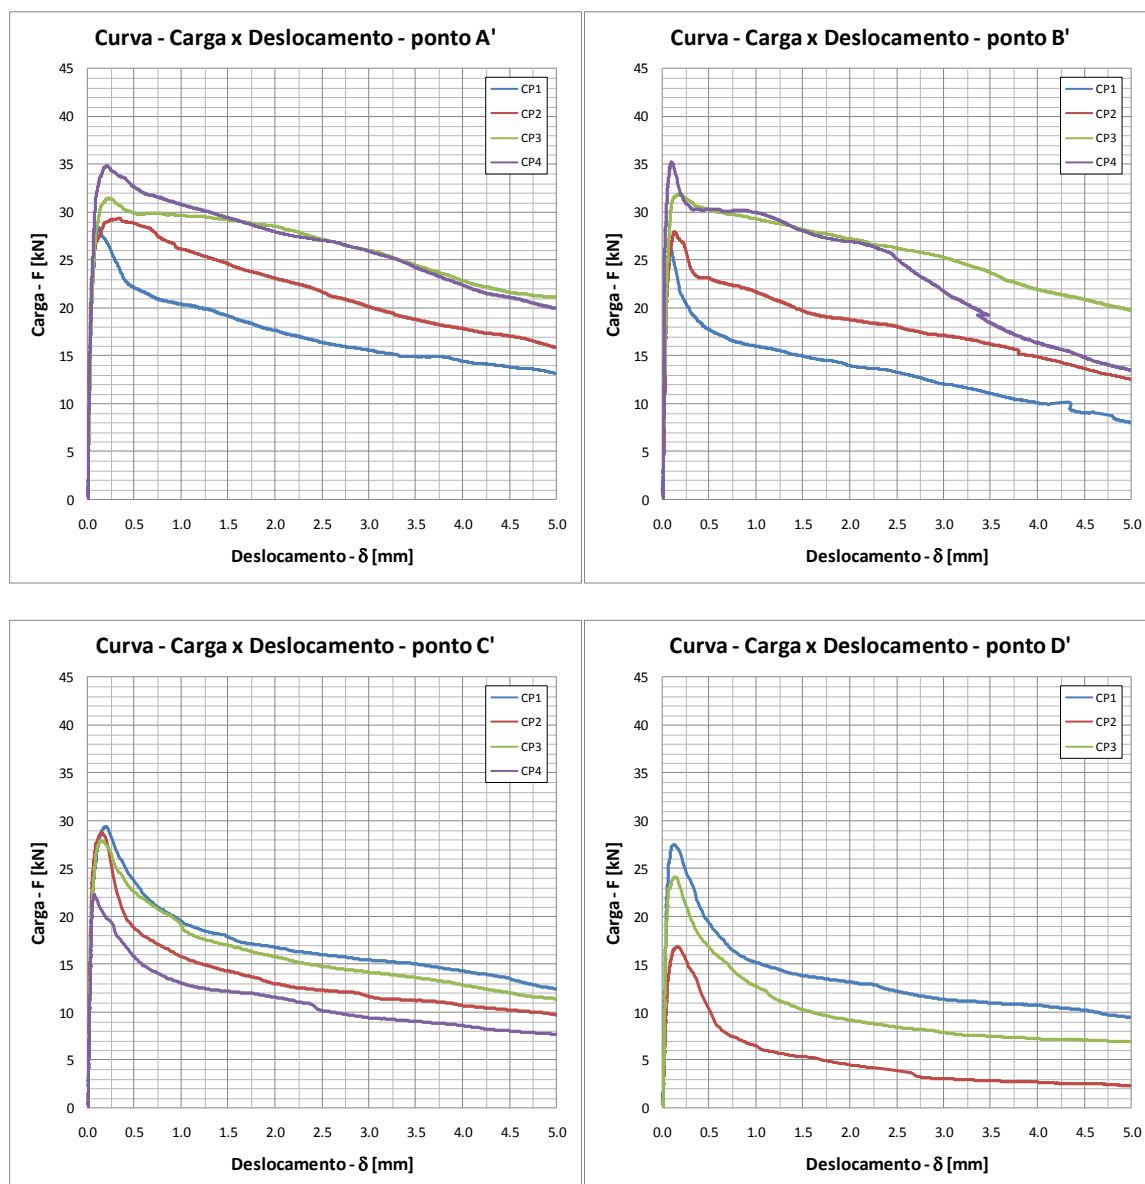 Curva - Carga x Deslocamento - ponto A'
45
40
35
30
25
20
15
10
5
0
Carga - F [kN]
CP1
CP2
CP3
CP4
0.0 0.5 1.0 1.5 2.0 2.5 3.0 3.5 4.0 4.5 5.0
Deslocamento - δ [mm]
Curva - Carga x Deslocamento - ponto B'
45
40
35
30
25
20
15
10
5
0
Carga - F [kN]
CP1
CP2
CP3
CP4
0.0 0.5 1.0 1.5 2.0 2.5 3.0 3.5 4.0 4.5 5.0
Deslocamento - δ [mm]
Curva - Carga x Deslocamento - ponto C'
45
40
35
30
25
20
15
10
5
0
Carga - F [kN]
CP1
CP2
CP3
CP4
0.0 0.5 1.0 1.5 2.0 2.5 3.0 3.5 4.0 4.5 5.0
Deslocamento - δ [mm]
Curva - Carga x Deslocamento - ponto D'
45
40
35
30
25
20
15
10
5
0
Carga - F [kN]
CP1
CP2
CP3
0.0 0.5 1.0 1.5 2.0 2.5 3.0 3.5 4.0 4.5 5.0
Deslocamento - δ [mm]